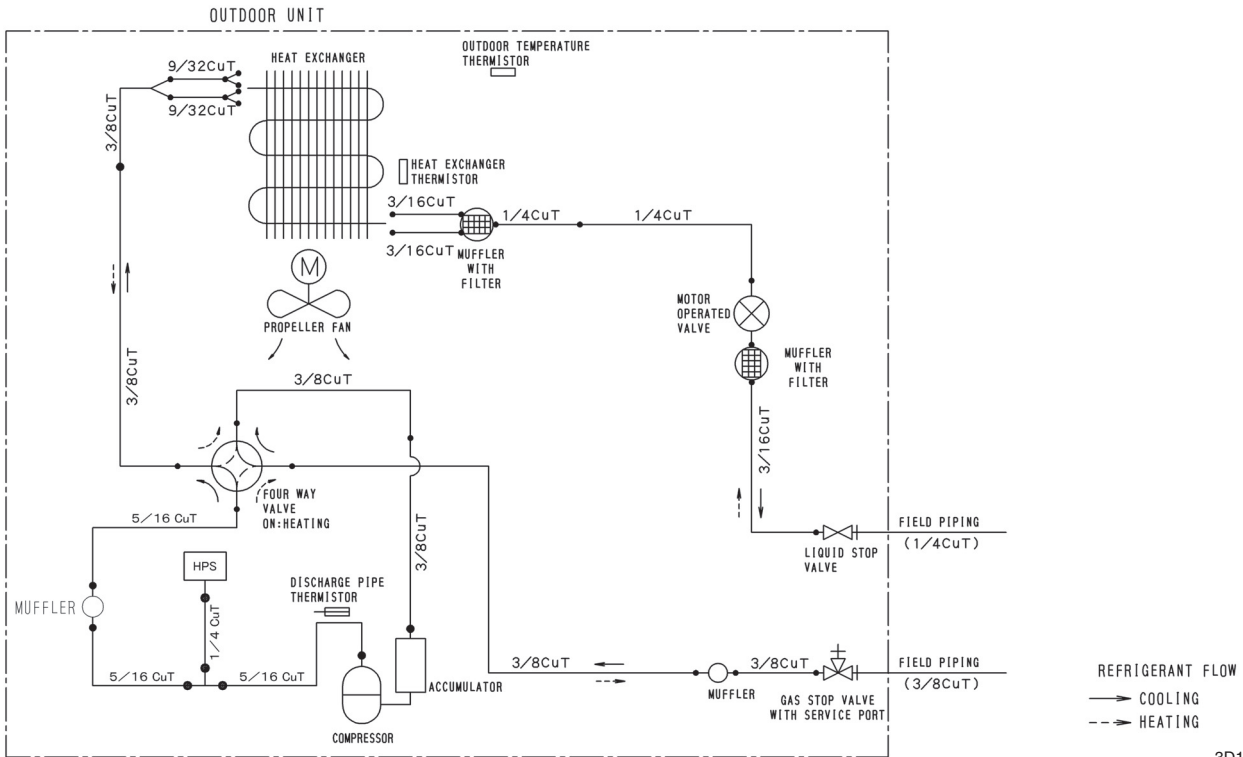 OUTDOOR UNIT
OUTDOOR TEMPERATURE
THERMISTOR
HEAT EXCHANGER
9/32CuT
9/32CuT
3/8CuT
HEAT EXCHANGER
THERMISTOR
3/16CuT
3/16CuT
1/4CuT
1/4CuT
MUFFLER
WITH
FILTER
M
PROPELLER FAN
MOTOR
OPERATED
VALVE
MUFFLER
WITH
FILTER
3/8CuT
3/8CuT
3/16CuT
FOUR WAY
VALVE
ON:HEATING
5/16 CuT
3/8CuT
FIELD PIPING
(1/4CuT)
LIQUID STOP
VALVE
HPS
DISCHARGE PIPE
THERMISTOR
MUFFLER
1/4 CuT
5/16 CuT
5/16 CuT
ACCUMULATOR
COMPRESSOR
3/8CuT
MUFFLER
3/8CuT
FIELD PIPING
(3/8CuT)
GAS STOP VALVE
WITH SERVICE PORT
REFRIGERANT FLOW
COOLING
HEATING